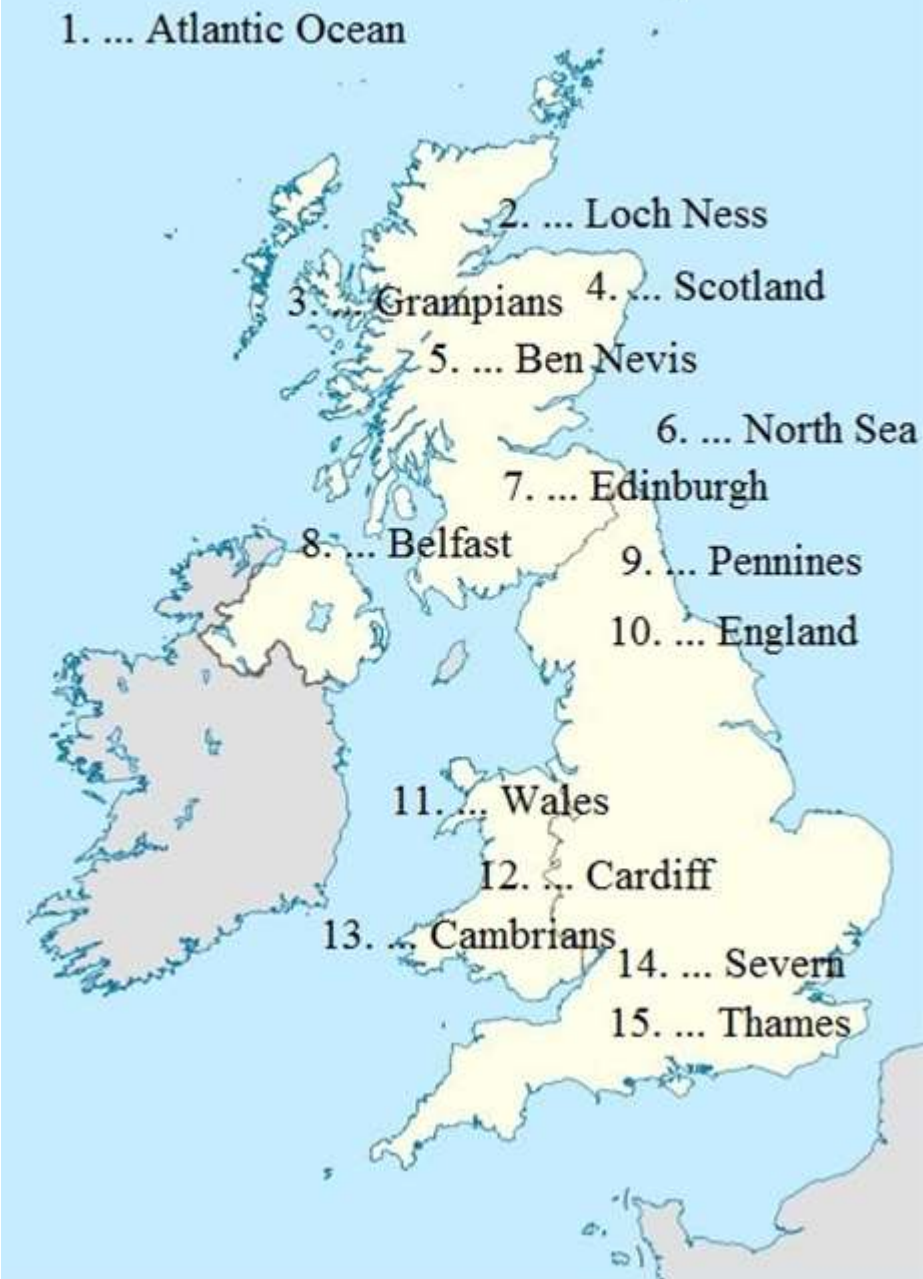 1. ... Atlantic Ocean
2. ... Loch Ness
3. ... Grampians
4. ... Scotland
5. ... Ben Nevis
6. ... North Sea
7. ... Edinburgh
8. ... Belfast
9. ... Pennines
10. ... England
11. ... Wales
12. ... Cardiff
13. ... Cambrians
14. ... Severn
15. ... Thames